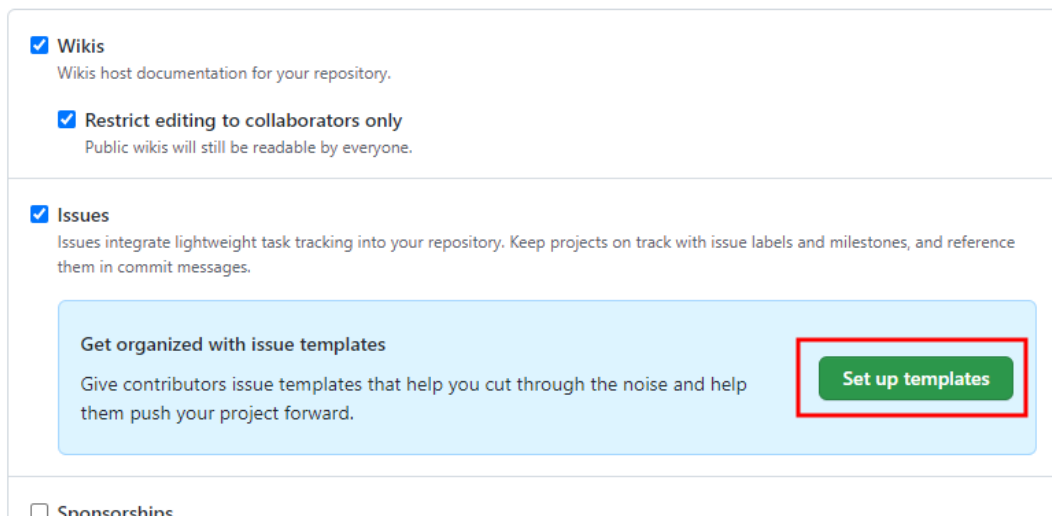 Wikis
Wikis host documentation for your repository.
Restrict editing to collaborators only
Public wikis will still be readable by everyone.
Issues
Issues integrate lightweight task tracking into your repository. Keep projects on track with issue labels and milestones, and reference
them in commit messages.
Get organized with issue templates
Give contributors issue templates that help you cut through the noise and help
them push your project forward.
Set up templates
Sponsorships